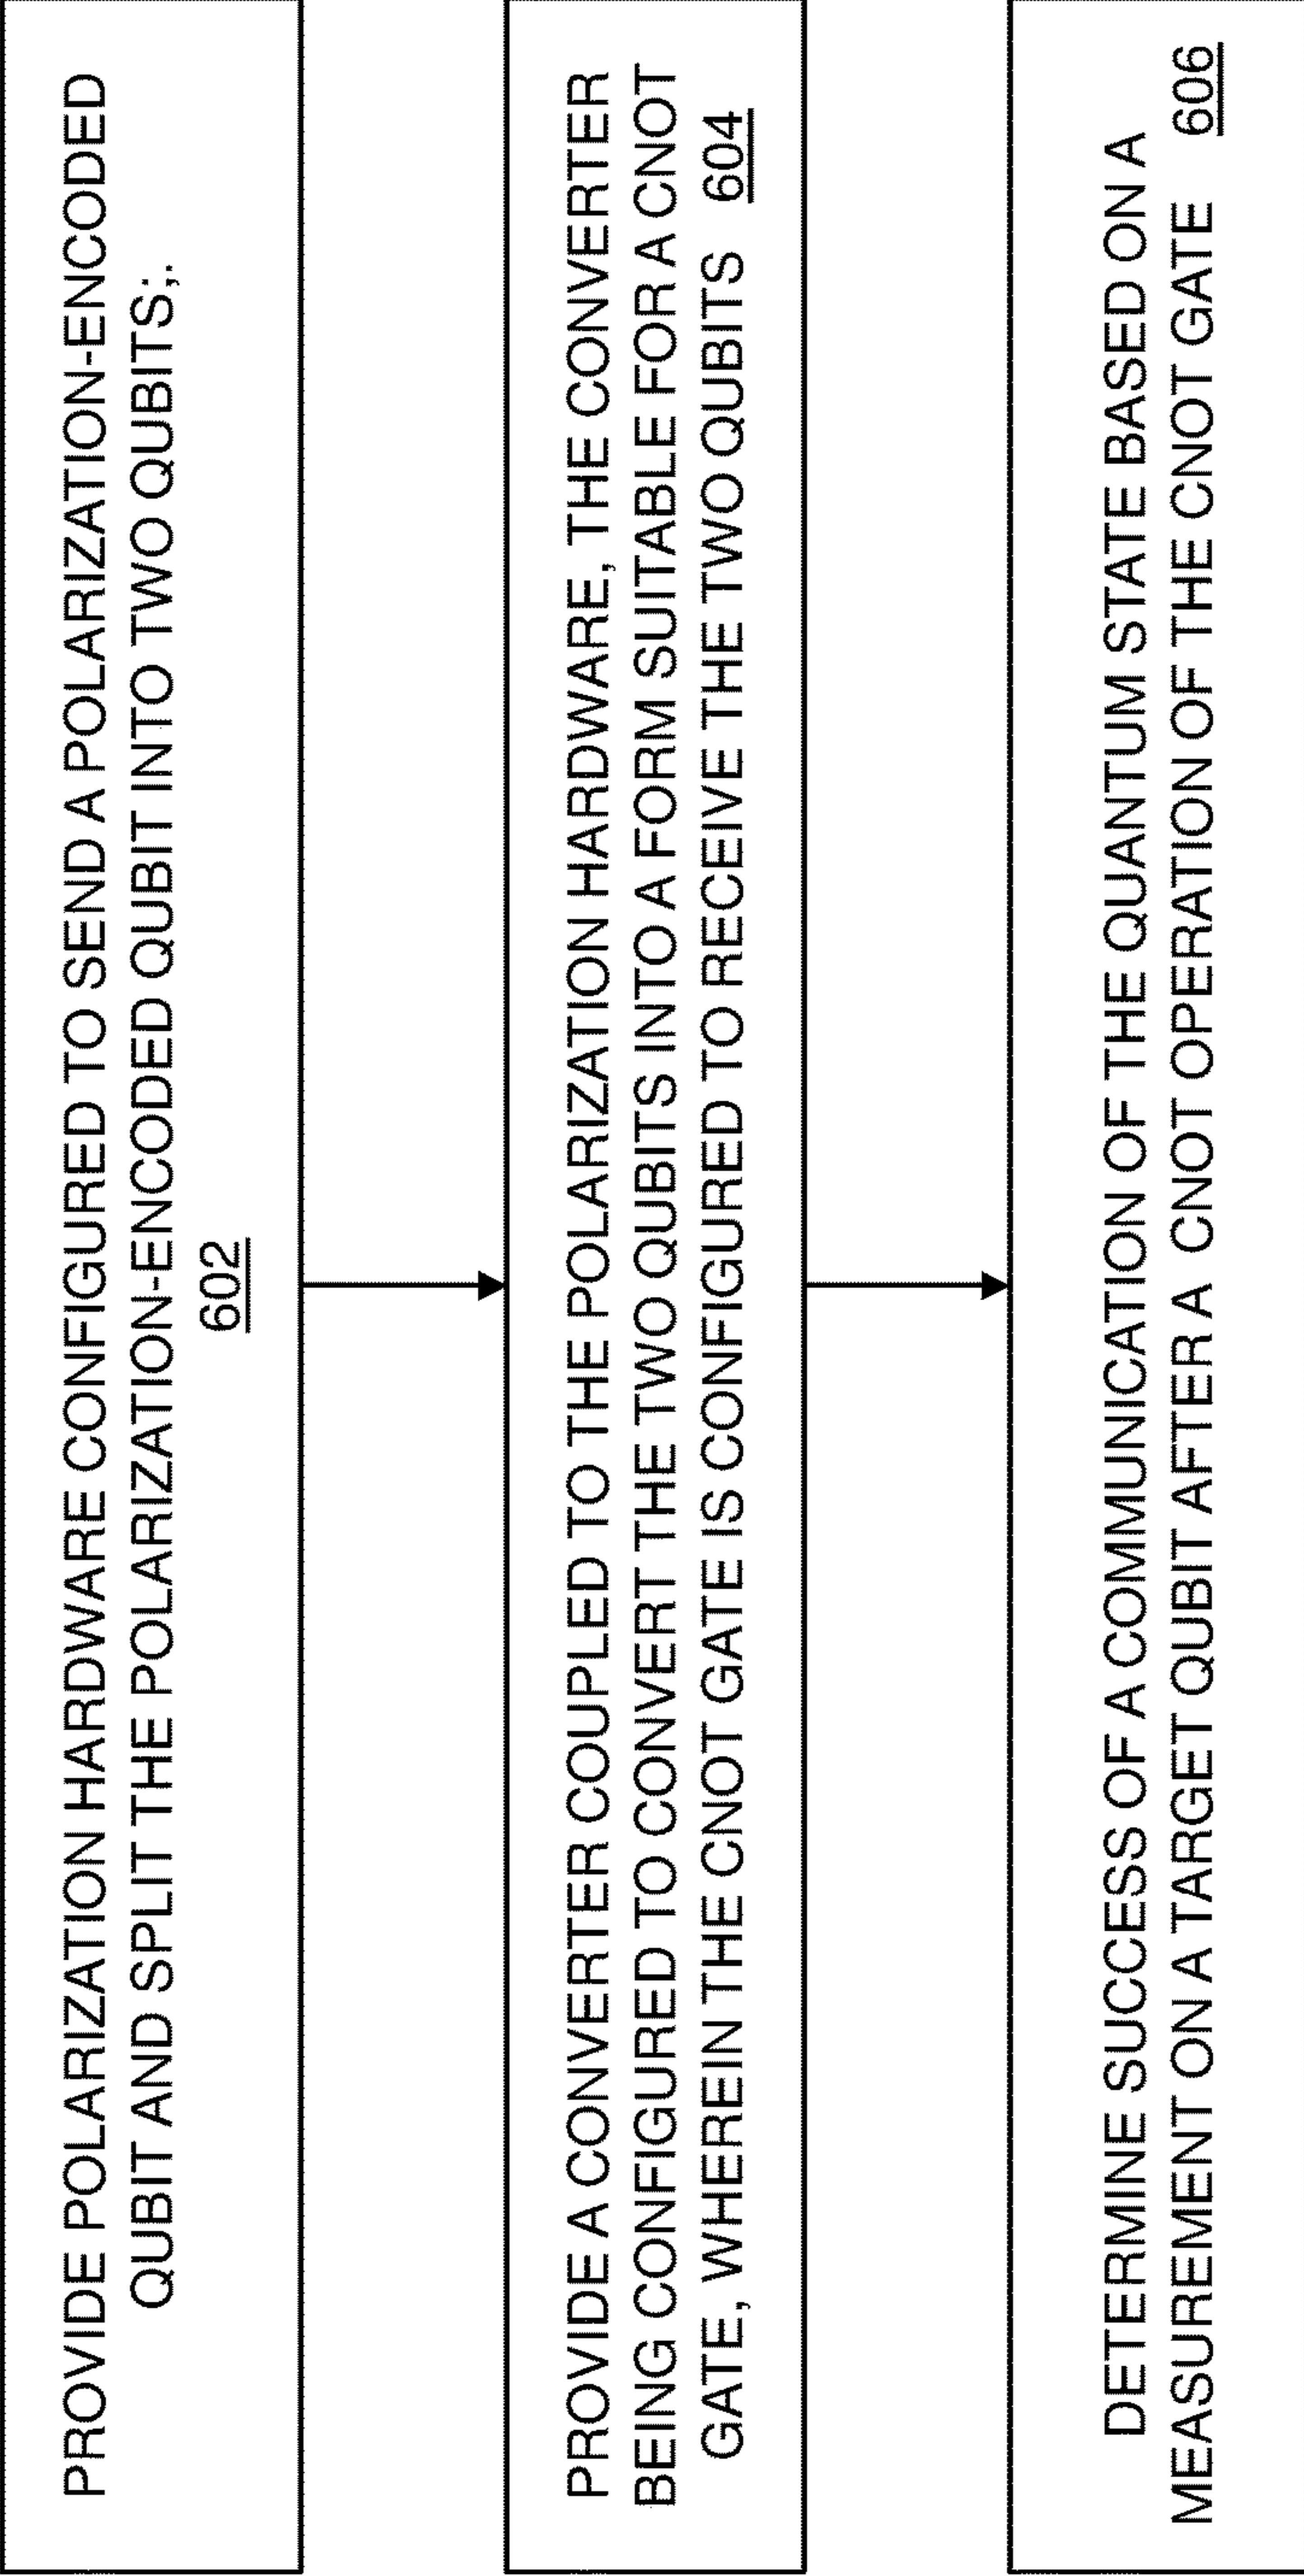 PROVIDE POLARIZATION HARDWARE CONFIGURED TO SEND A POLARIZATION-ENCODED
QUBIT AND SPLIT THE POLARIZATION-ENCODED QUBIT INTO TWO QUBITS;.
602
PROVIDE A CONVERTER COUPLED TO THE POLARIZATION HARDWARE, THE CONVERTER
BEING CONFIGURED TO CONVERT THE TWO QUBITS INTO A FORM SUITABLE FOR A CNOT
GATE, WHEREIN THE CNOT GATE IS CONFIGURED TO RECEIVE THE TWO QUBITS 604
DETERMINE SUCCESS OF A COMMUNICATION OF THE QUANTUM STATE BASED ON A
MEASUREMENT ON A TARGET QUBIT AFTER A CNOT OPERATION OF THE CNOT GATE 606